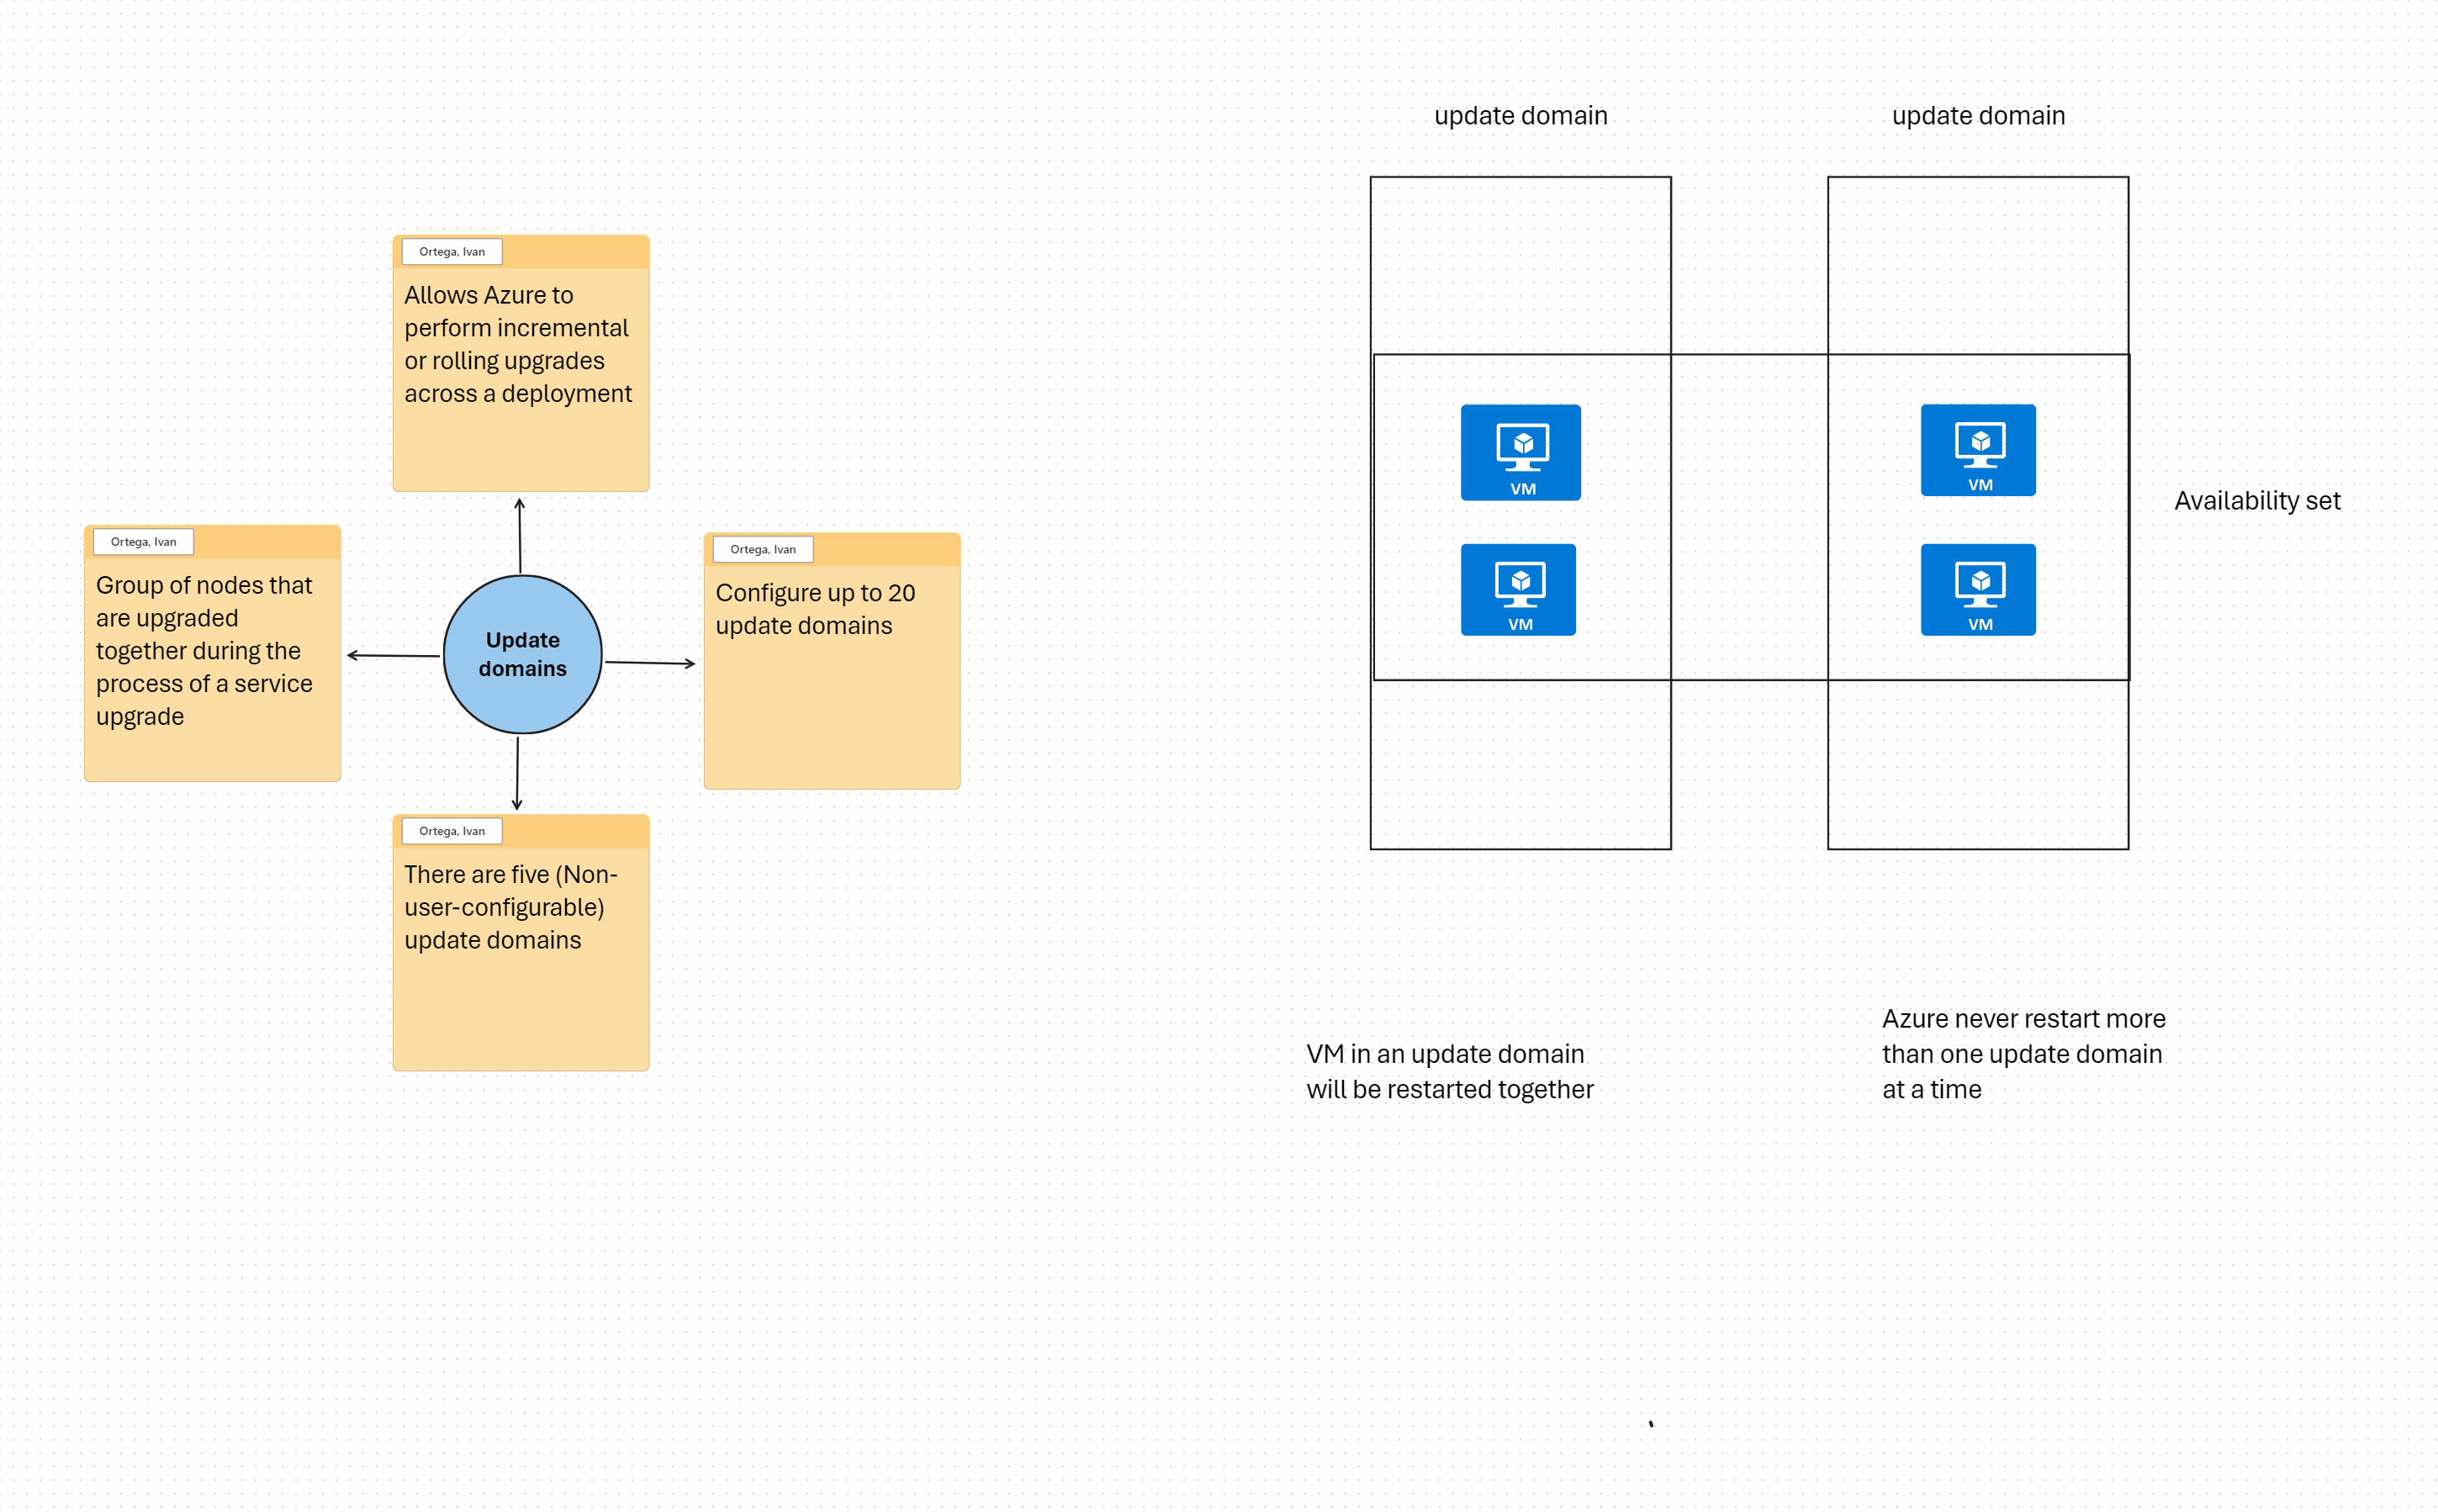 Ortega, Ivan
Allows Azure to
perform incremental
or rolling upgrades
across a deployment
Ortega, Ivan
Group of nodes that
are upgraded
together during the
process of a service
upgrade
Update
domains
Ortega, Ivan
Configure up to 20
update domains
Ortega, Ivan
There are five (Non-
user-configurable)
update domains
update domain
update domain
VM
VM
VM
VM
Availability set
VM in an update domain
will be restarted together
Azure never restart more
than one update domain
at a time